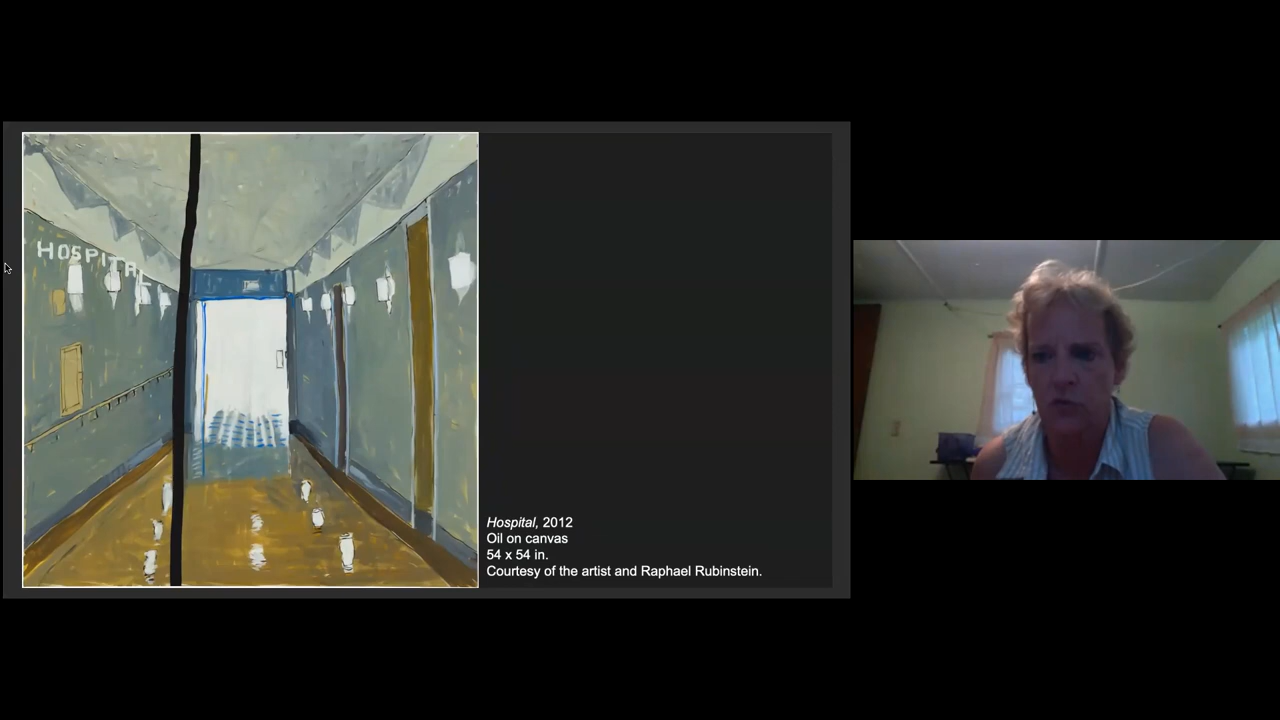 HOSPITAL
Hospital, 2012
Oil on canvas
54 x 54 in.
Courtesy of the artist and Raphael Rubinstein.